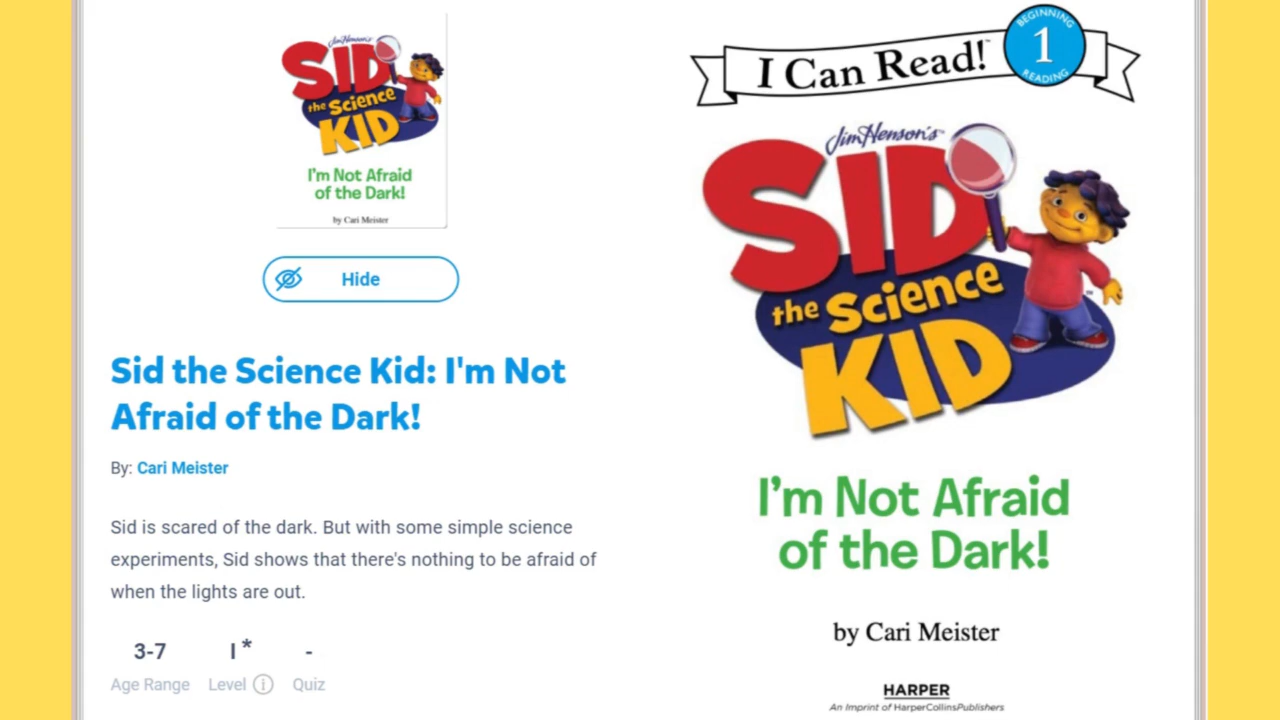 Jim Henson's
SID
the Science
KID
I'm Not Afraid
of the Dark!
by Cari Meister
Hide
Sid the Science Kid: I'm Not
Afraid of the Dark!
By: Cari Meister
Sid is scared of the dark. But with some simple science
experiments, Sid shows that there's nothing to be afraid of
when the lights are out.
3-7 I* -
Age Range Level i Quiz
I Can Read!™
BEGINNING
1
READING
Jim Henson's™
SID
the Science
KID™
I'm Not Afraid
of the Dark!
by Cari Meister
HARPER
An Imprint of HarperCollinsPublishers